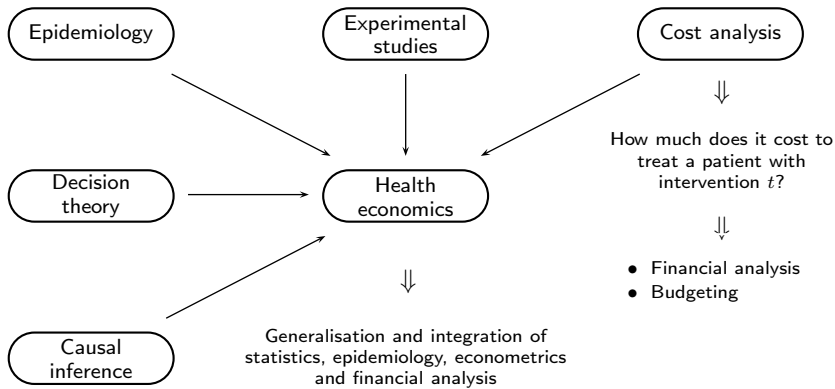 Epidemiology
Experimental
studies
Cost analysis
How much does it cost to
treat a patient with
intervention t?
Decision
theory
Health
economics
• Financial analysis
• Budgeting
Causal
inference
Generalisation and integration of
statistics, epidemiology, econometrics
and financial analysis